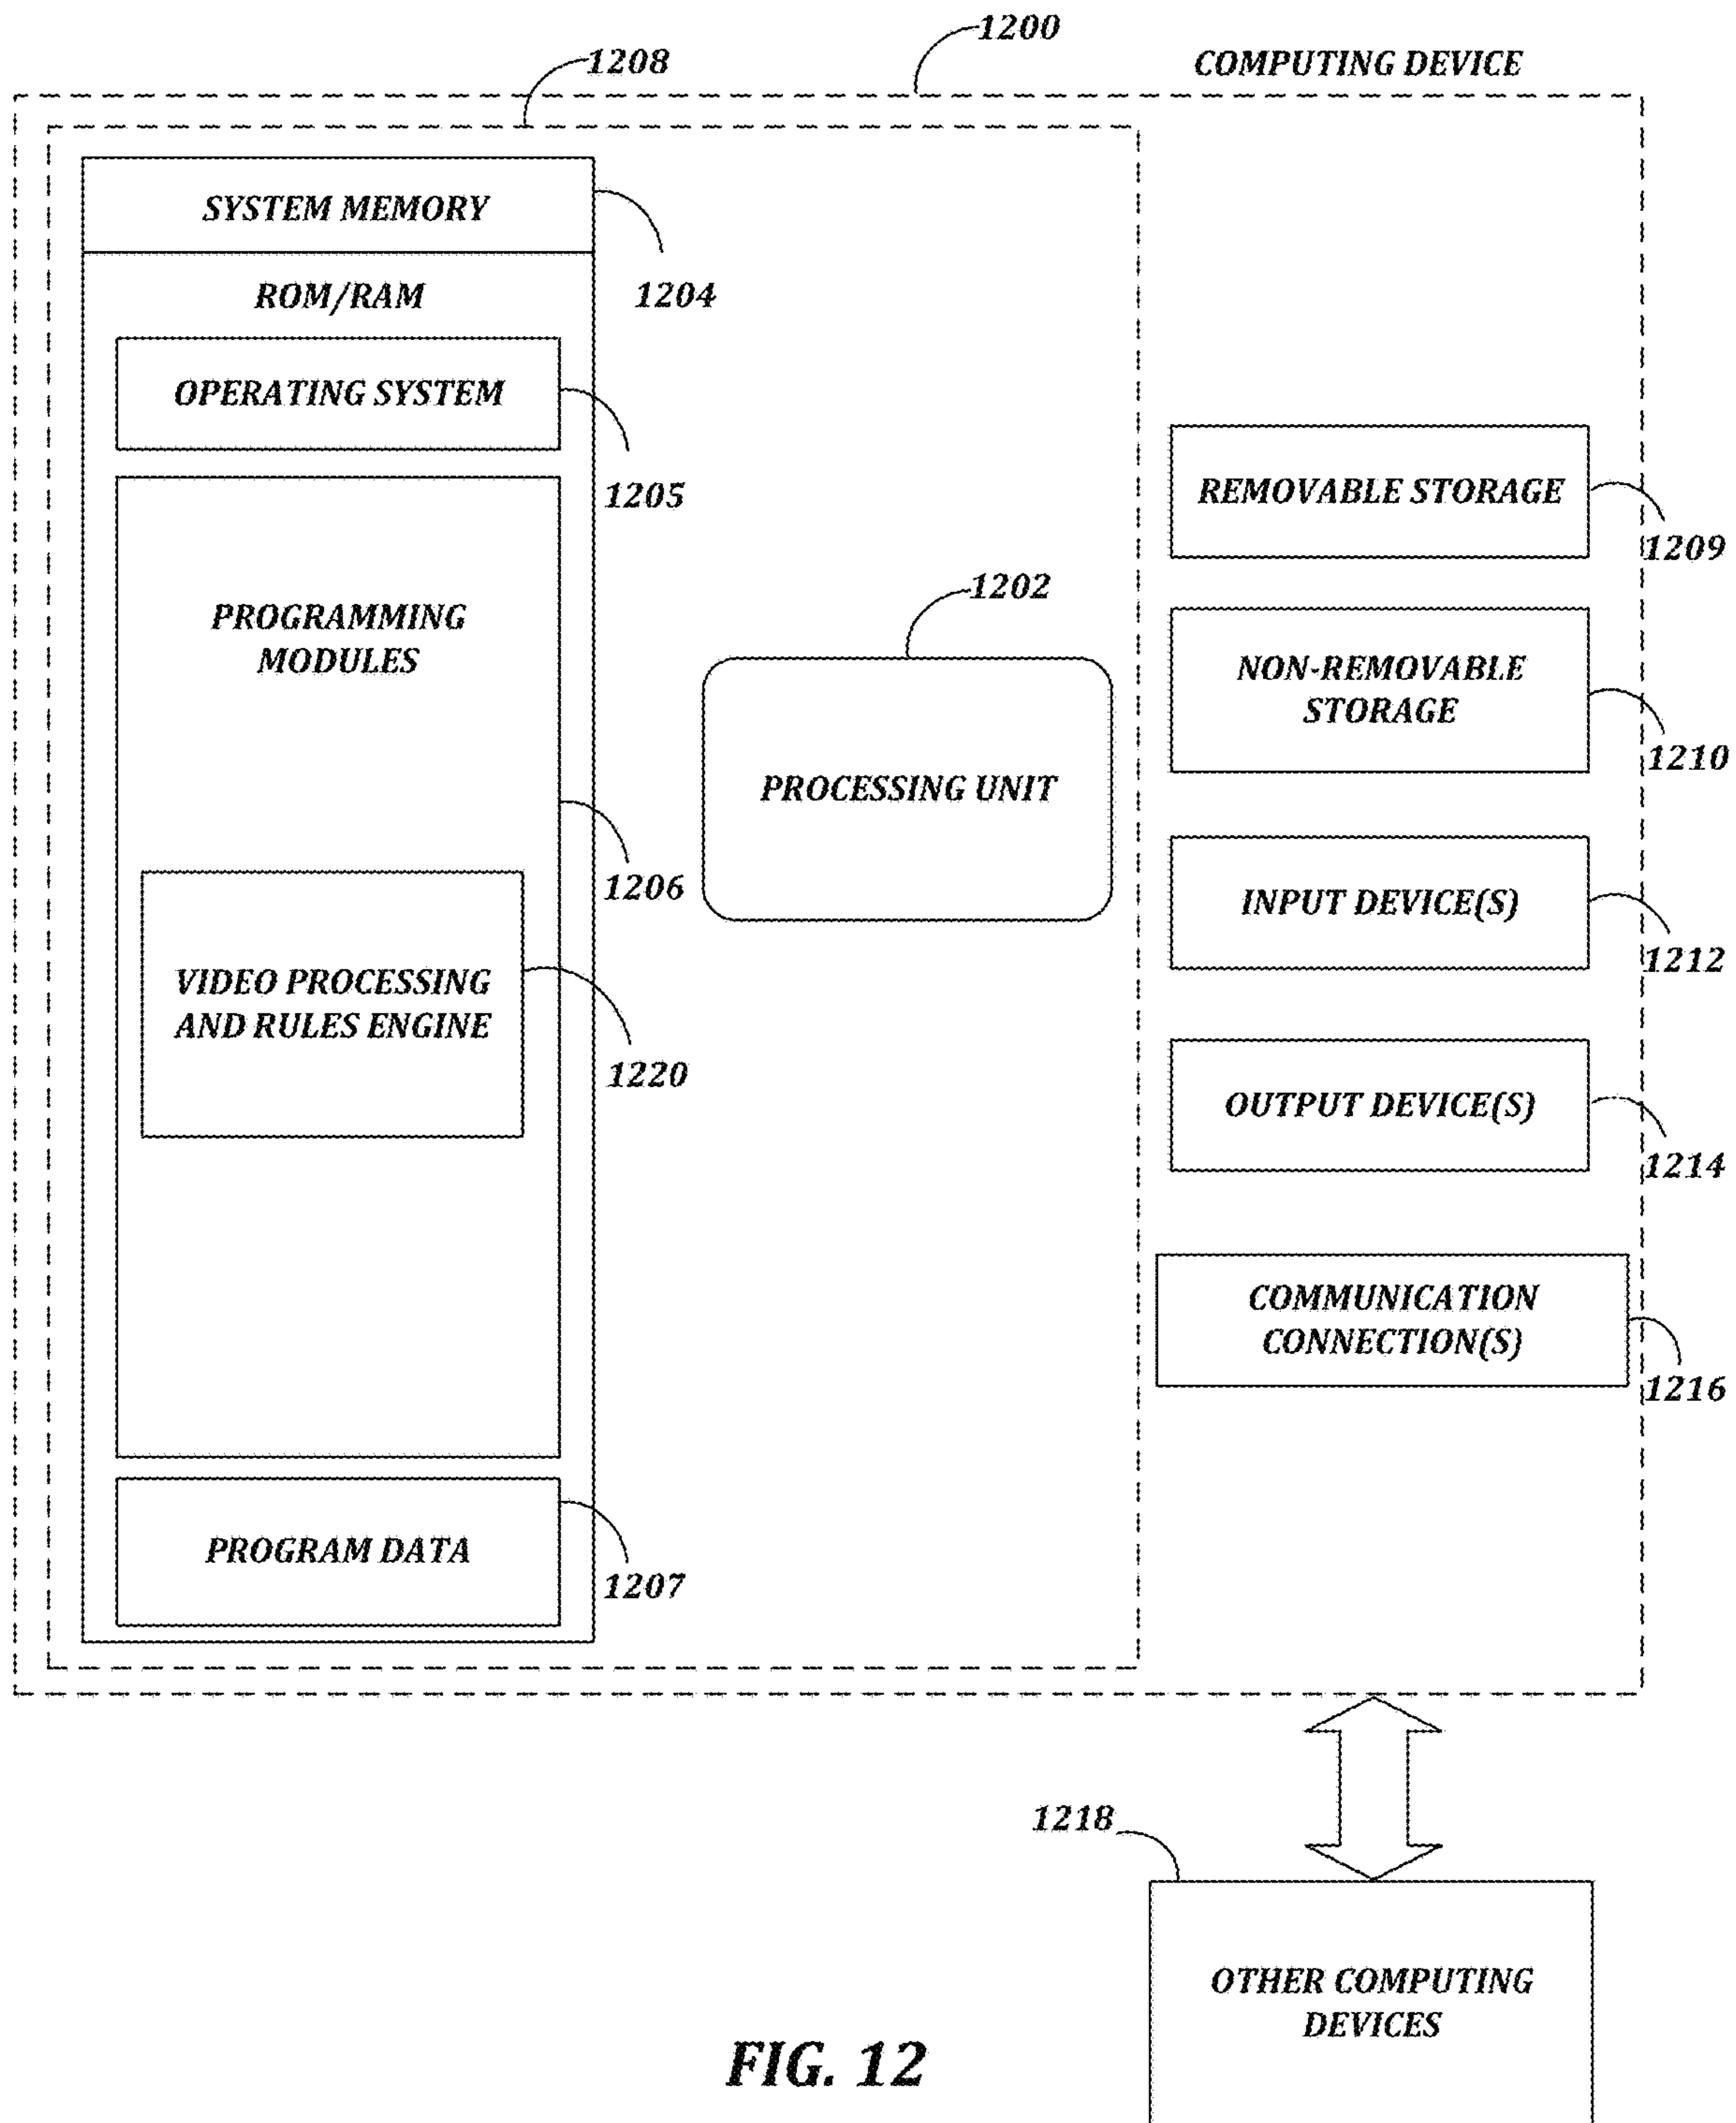 1200
COMPUTING DEVICE
1208
SYSTEM MEMORY
1204
ROM/RAM
OPERATING SYSTEM
1205
PROGRAMMING
MODULES
1206
VIDEO PROCESSING
AND RULES ENGINE
1220
PROGRAM DATA
1207
1202
PROCESSING UNIT
REMOVABLE STORAGE
1209
NON-REMOVABLE
STORAGE
1210
INPUT DEVICE(S)
1212
OUTPUT DEVICE(S)
1214
COMMUNICATION
CONNECTION(S)
1216
1218
OTHER COMPUTING
DEVICES
FIG. 12